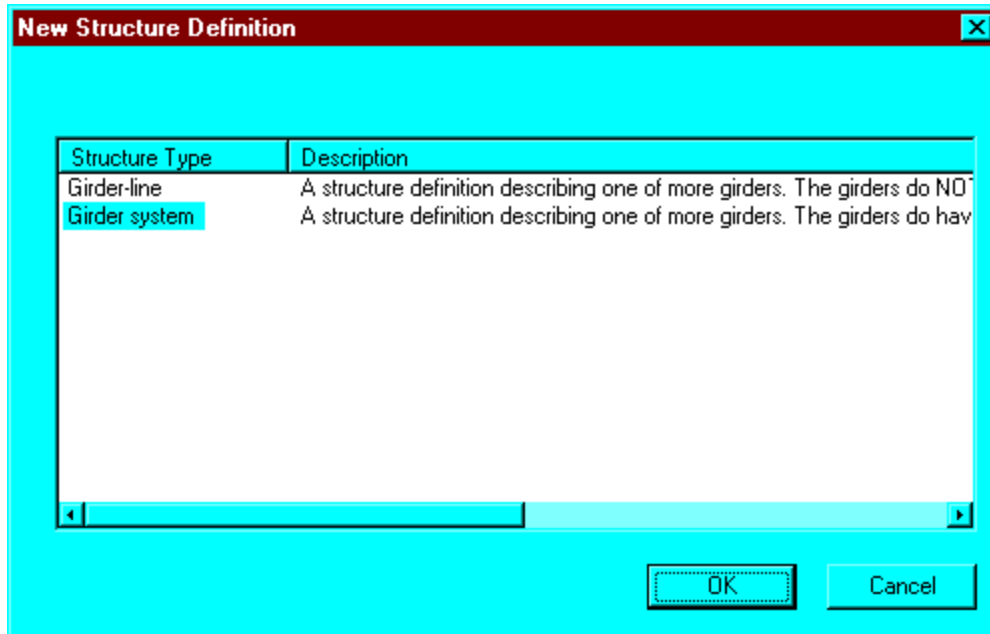 New Structure Definition
Structure Type Description
Girder-line A structure definition describing one of more girders. The girders do NOT
Girder system A structure definition describing one of more girders. The girders do hav
OK Cancel